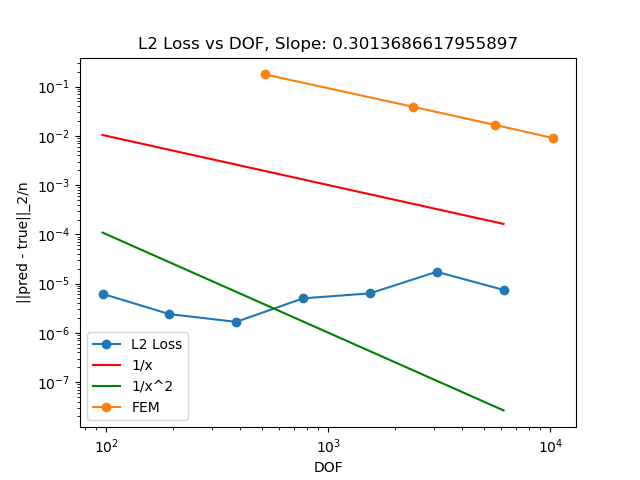 L2 Loss vs DOF, Slope: 0.3013686617955897
||pred - true||_2/n
10^-1
10^-2
10^-3
10^-4
10^-5
10^-6
10^-7
L2 Loss
1/x
1/x^2
FEM
10^2
10^3
10^4
DOF